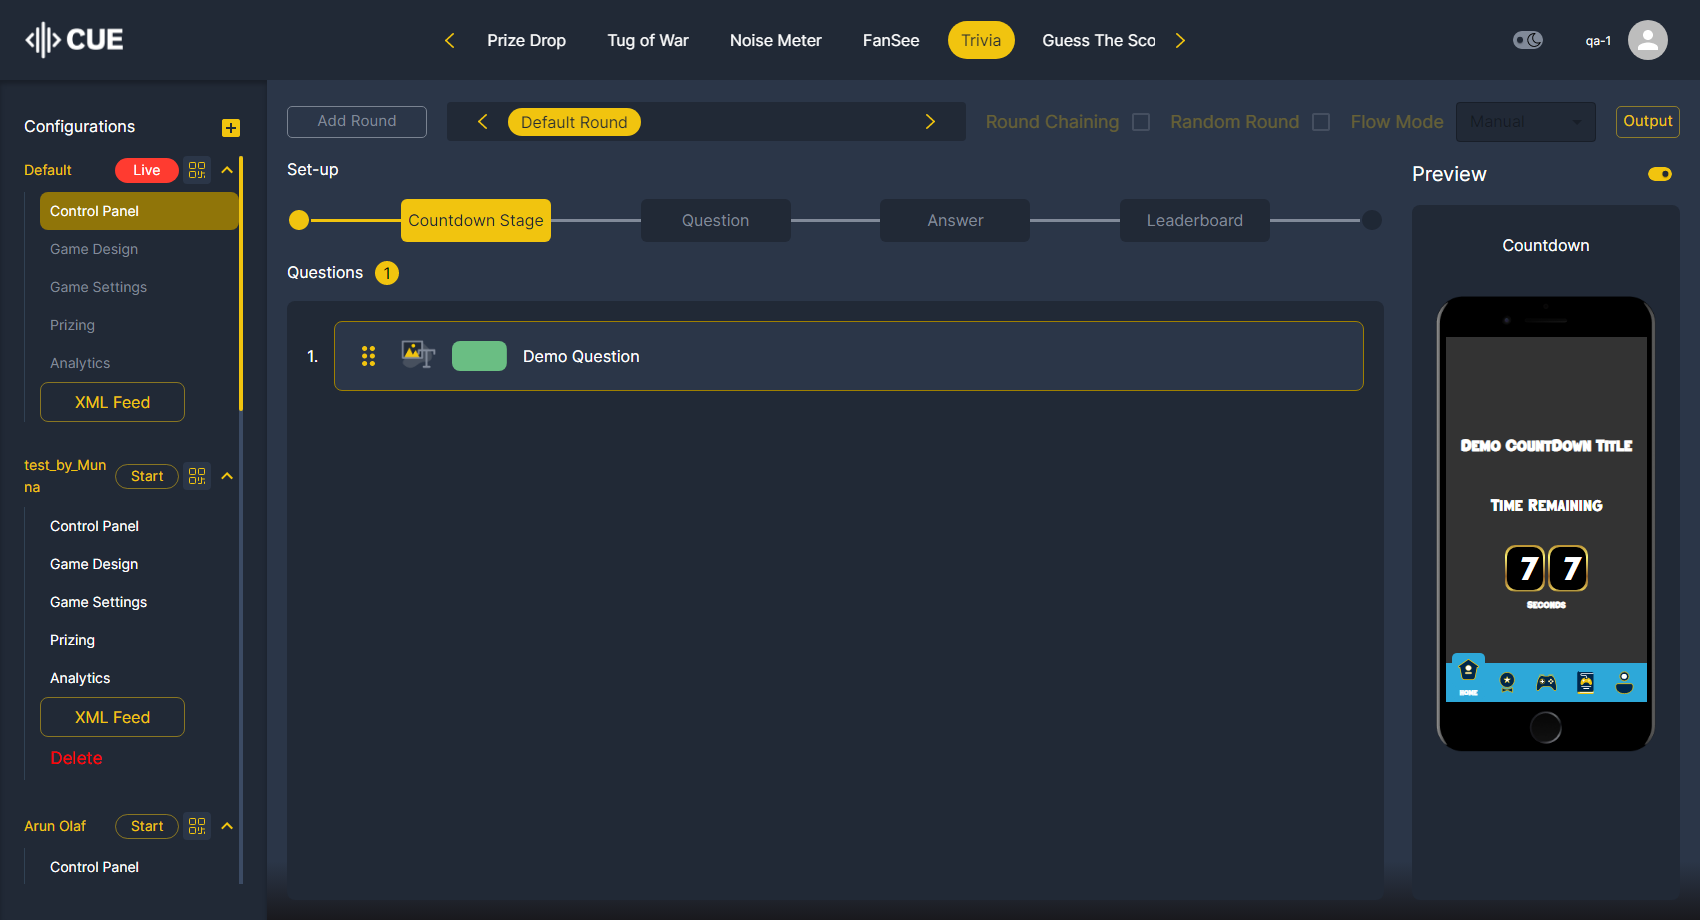 CUE
Prize Drop
Tug of War
Noise Meter
FanSee
Trivia
Guess The Sco
qa-1
Configurations
Default
Live
Control Panel
Game Design
Game Settings
Prizing
Analytics
XML Feed
test_by_Mun
na
Start
Control Panel
Game Design
Game Settings
Prizing
Analytics
XML Feed
Delete
Arun Olaf
Start
Control Panel
Add Round
Default Round
Round Chaining
Random Round
Flow Mode
Manual
Output
Set-up
Countdown Stage
Question
Answer
Leaderboard
Questions 1
1.
Demo Question
Preview
Countdown
Demo CountDown Title
Time Remaining
7 7
Seconds
HOME